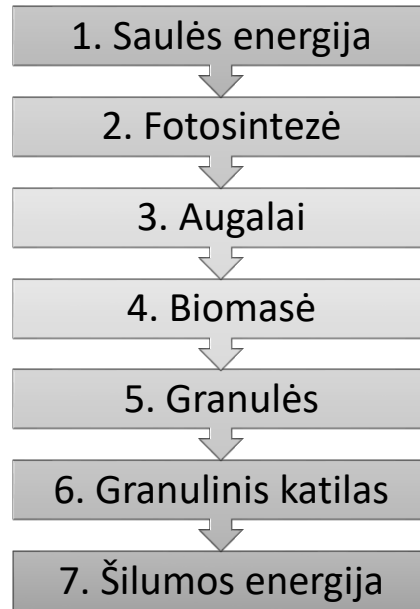 1. Saulės energija
2. Fotosintezė
3. Augalai
4. Biomasė
5. Granulės
6. Granulinis katilas
7. Šilumos energija